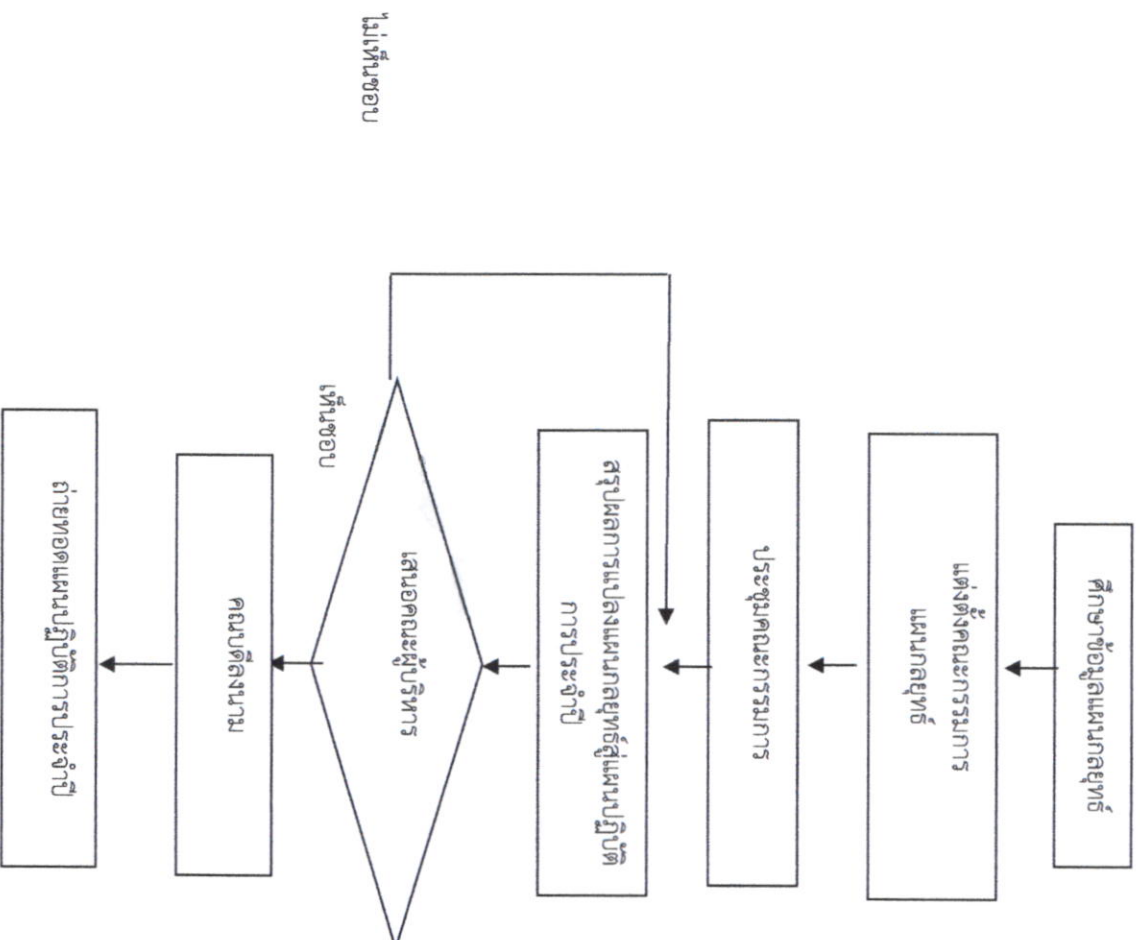 ศึกษาข้อมูลแผนกลยุทธ์
แต่งตั้งคณะกรรมการ
แผนกลยุทธ์
ประชุมคณะกรรมการ
สรุปผลการแปลงแผนกลยุทธ์สู่แผนปฏิบัติ
การประจำปี
ไม่เห็นชอบ
เสนอคณะผู้บริหาร
เห็นชอบ
คณบดีลงนาม
ถ่ายทอดแผนปฏิบัติการประจำปี